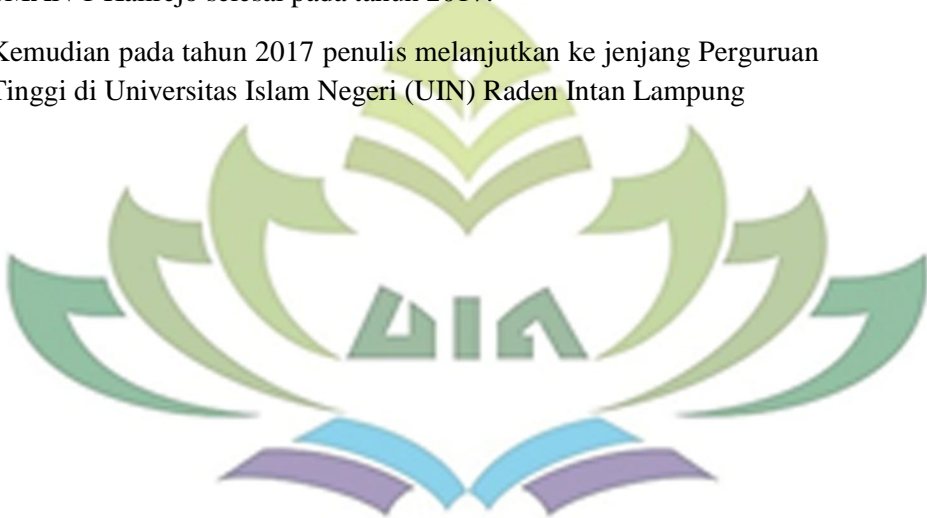 selesai pada tahun 2017.
Kemudian pada tahun 2017 penulis melanjutkan ke jenjang Perguruan
Tinggi di Universitas Islam Negeri (UIN) Raden Intan Lampung
UIN